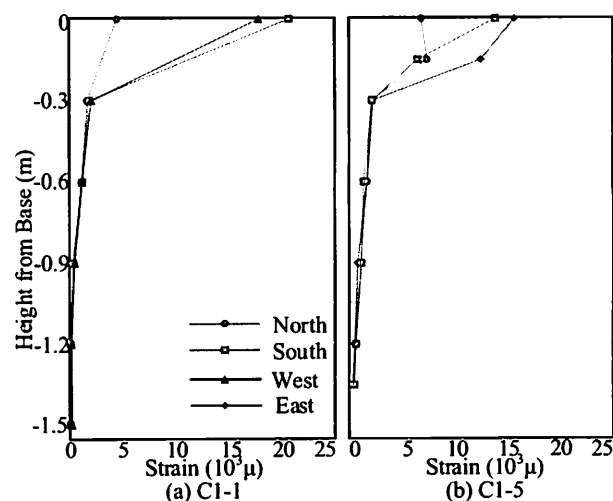 0
-0.3
-0.6
-0.9
-1.2
-1.5
Height from Base (m)
North
South
West
East
0 5 10 15 20 25
0 5 10 15 20 25
Strain (10³μ)
Strain (10³μ)
(a) C1-1
(b) C1-5